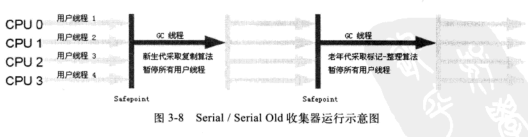 CPU 0 用户线程 1
CPU 1 用户线程 2
CPU 2 用户线程 3
CPU 3 用户线程 4
GC 线程
新生代采取复制算法
暂停所有用户线程
GC 线程
老年代采取标记-整理算法
暂停所有用户线程
Safepoint
Safepoint
图 3-8 Serial / Serial Old 收集器运行示意图